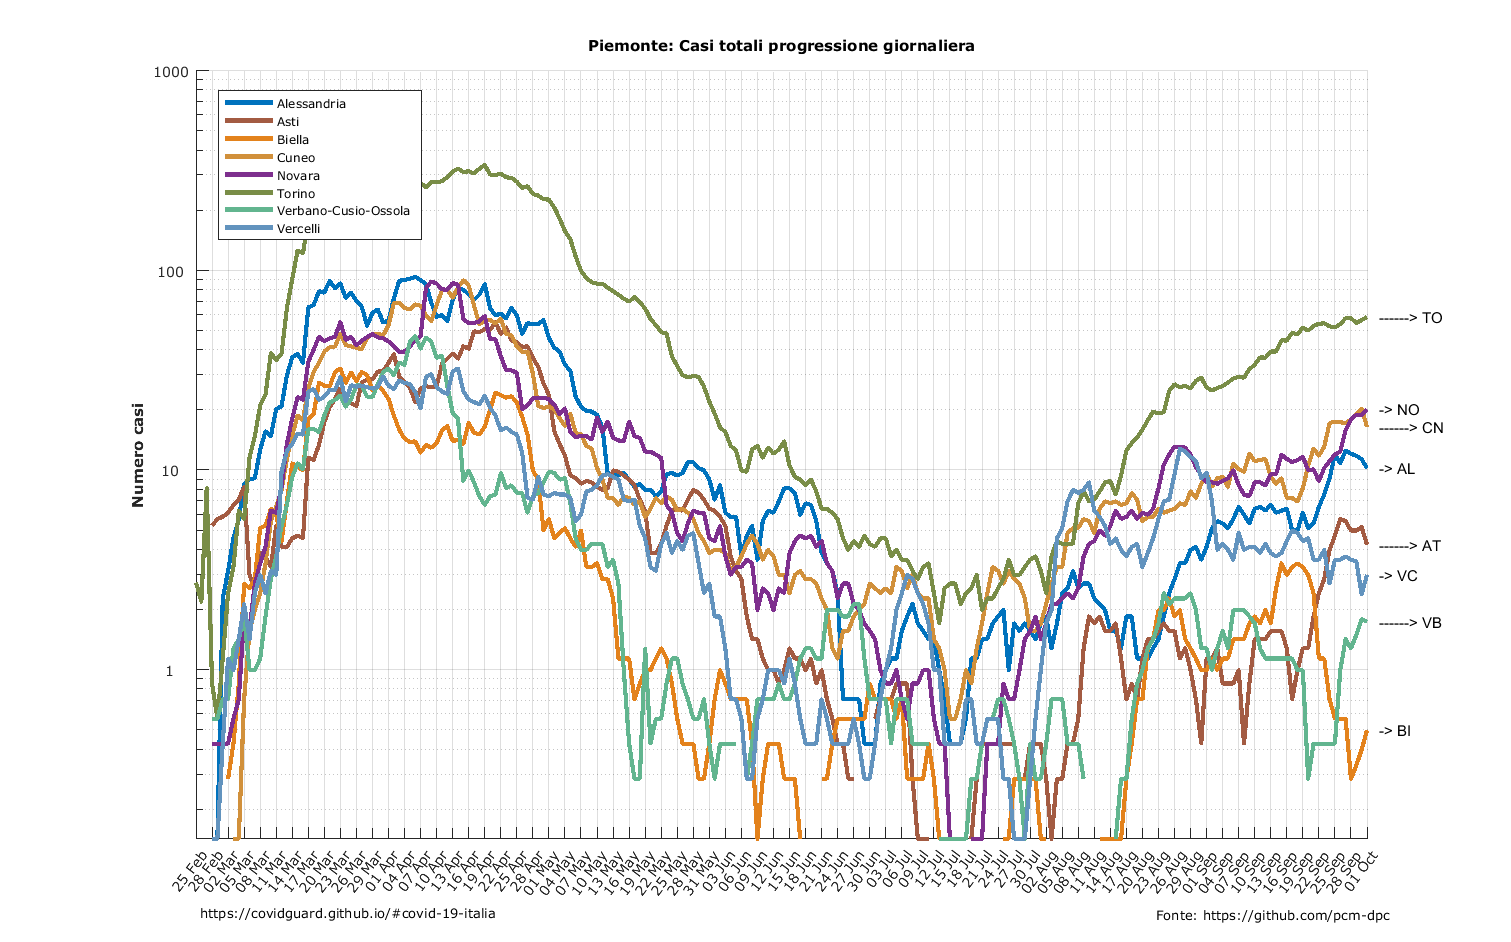 Piemonte: Casi totali progressione giornaliera
1000
100
10
1
Numero casi
Alessandria
Asti
Biella
Cuneo
Novara
Torino
Verbano-Cusio-Ossola
Vercelli
------> TO
-> NO
------> CN
-> AL
------> AT
-> VC
------> VB
-> BI
25 Feb
28 Feb
02 Mar
05 Mar
08 Mar
11 Mar
14 Mar
17 Mar
20 Mar
23 Mar
26 Mar
29 Mar
01 Apr
04 Apr
07 Apr
10 Apr
13 Apr
16 Apr
19 Apr
22 Apr
25 Apr
28 Apr
01 May
04 May
07 May
10 May
13 May
16 May
19 May
22 May
25 May
28 May
31 May
03 Jun
06 Jun
09 Jun
12 Jun
15 Jun
18 Jun
21 Jun
24 Jun
27 Jun
30 Jun
03 Jul
06 Jul
09 Jul
12 Jul
15 Jul
18 Jul
21 Jul
24 Jul
27 Jul
30 Jul
02 Aug
05 Aug
08 Aug
11 Aug
14 Aug
17 Aug
20 Aug
23 Aug
26 Aug
29 Aug
01 Sep
04 Sep
07 Sep
10 Sep
13 Sep
16 Sep
19 Sep
22 Sep
25 Sep
28 Sep
01 Oct
https://covidguard.github.io/#covid-19-italia
Fonte: https://github.com/pcm-dpc